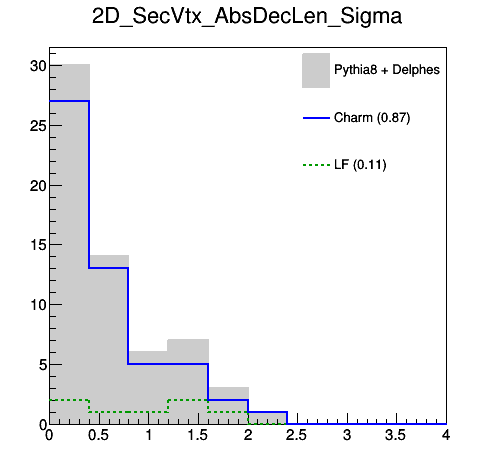 2D_SecVtx_AbsDecLen_Sigma
Pythia8 + Delphes
Charm (0.87)
LF (0.11)
30
25
20
15
10
5
0
0 0.5 1 1.5 2 2.5 3 3.5 4